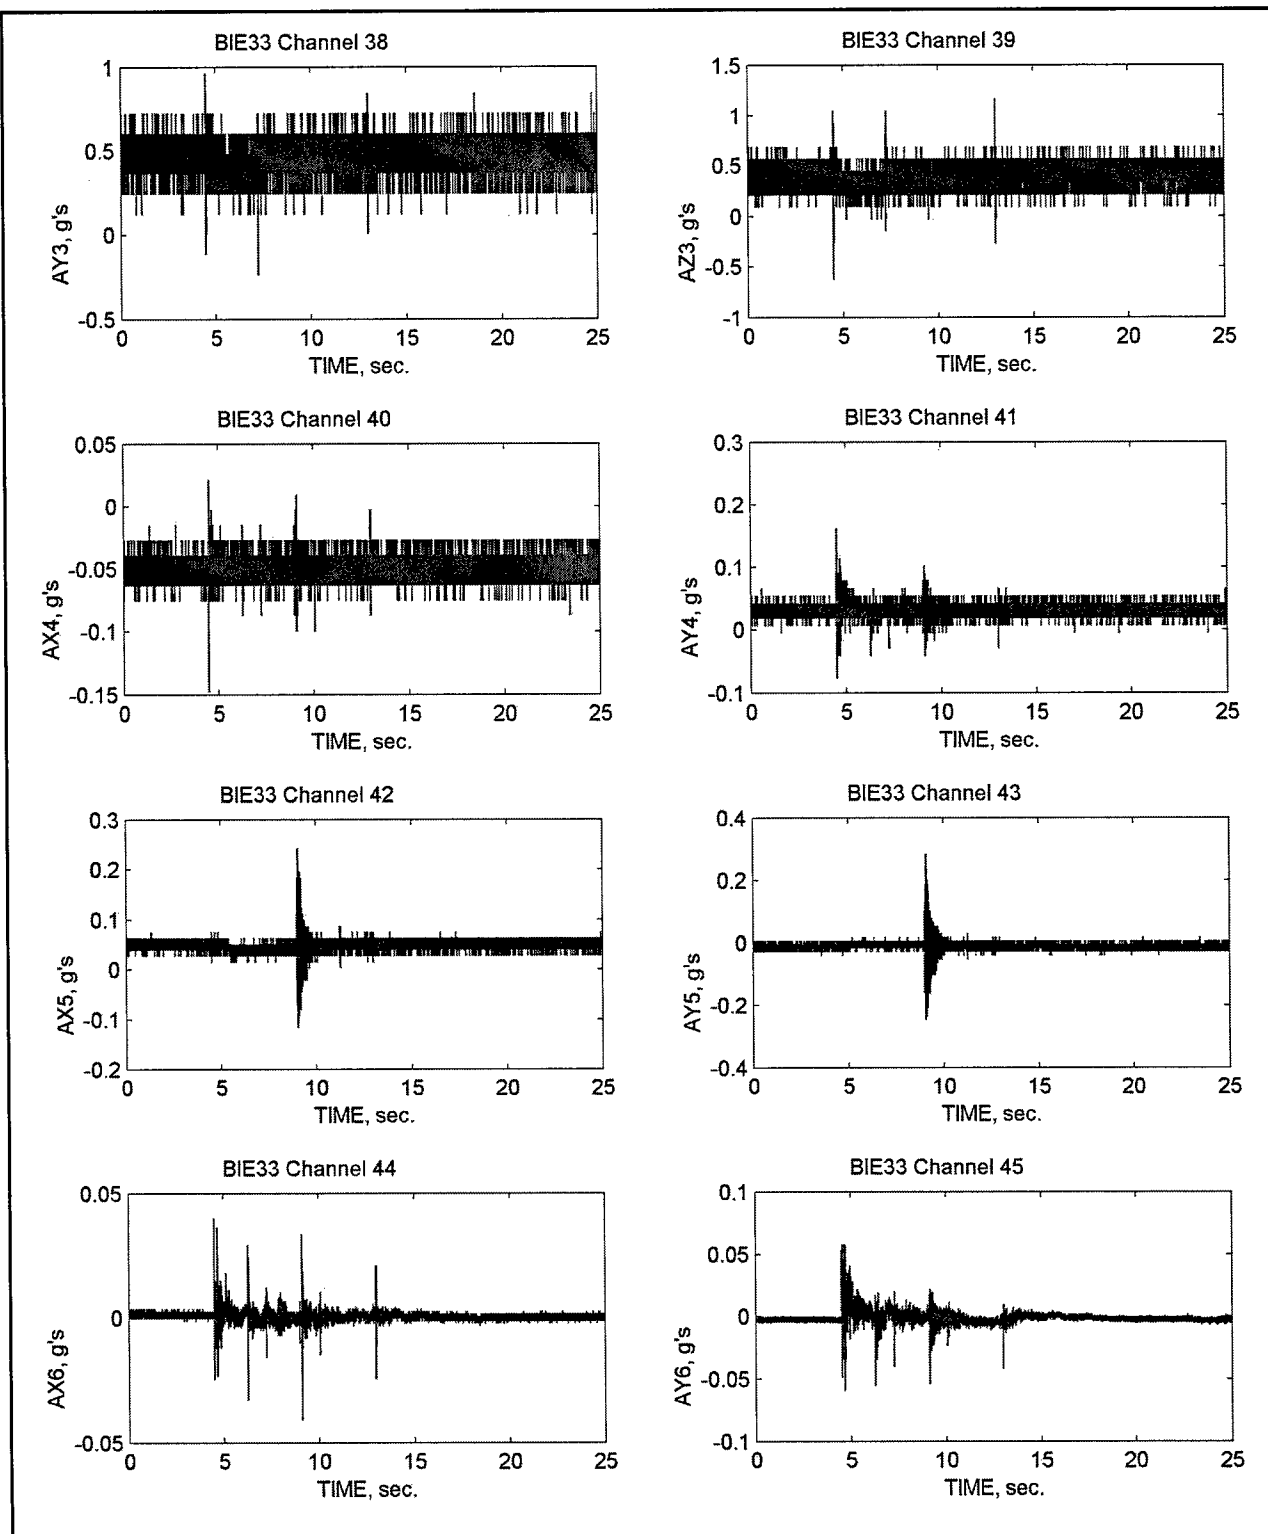 BIE33 Channel 38
1
0.5
0
-0.5
AY3, g's
0 5 10 15 20 25
TIME, sec.
BIE33 Channel 39
1.5
1
0.5
0
-0.5
-1
AZ3, g's
0 5 10 15 20 25
TIME, sec.
BIE33 Channel 40
0.05
0
-0.05
-0.1
-0.15
AX4, g's
0 5 10 15 20 25
TIME, sec.
BIE33 Channel 41
0.3
0.2
0.1
0
-0.1
AY4, g's
0 5 10 15 20 25
TIME, sec.
BIE33 Channel 42
0.3
0.2
0.1
0
-0.1
-0.2
AX5, g's
0 5 10 15 20 25
TIME, sec.
BIE33 Channel 43
0.4
0.2
0
-0.2
-0.4
AY5, g's
0 5 10 15 20 25
TIME, sec.
BIE33 Channel 44
0.05
0
-0.05
AX6, g's
0 5 10 15 20 25
TIME, sec.
BIE33 Channel 45
0.1
0.05
0
-0.05
-0.1
AY6, g's
0 5 10 15 20 25
TIME, sec.